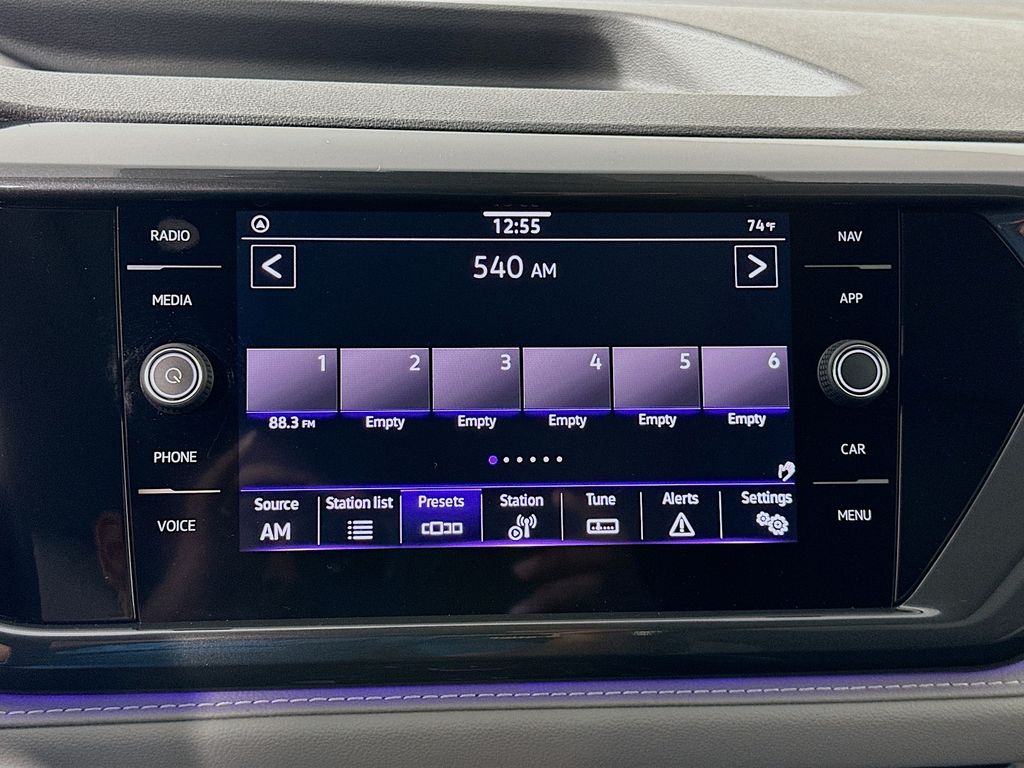 RADIO
MEDIA
PHONE
VOICE
12:55
74°F
540 AM
1
2
3
4
5
6
88.3 FM
Empty
Empty
Empty
Empty
Empty
Source
AM
Station list
Presets
Station
Tune
Alerts
Settings
NAV
APP
CAR
MENU